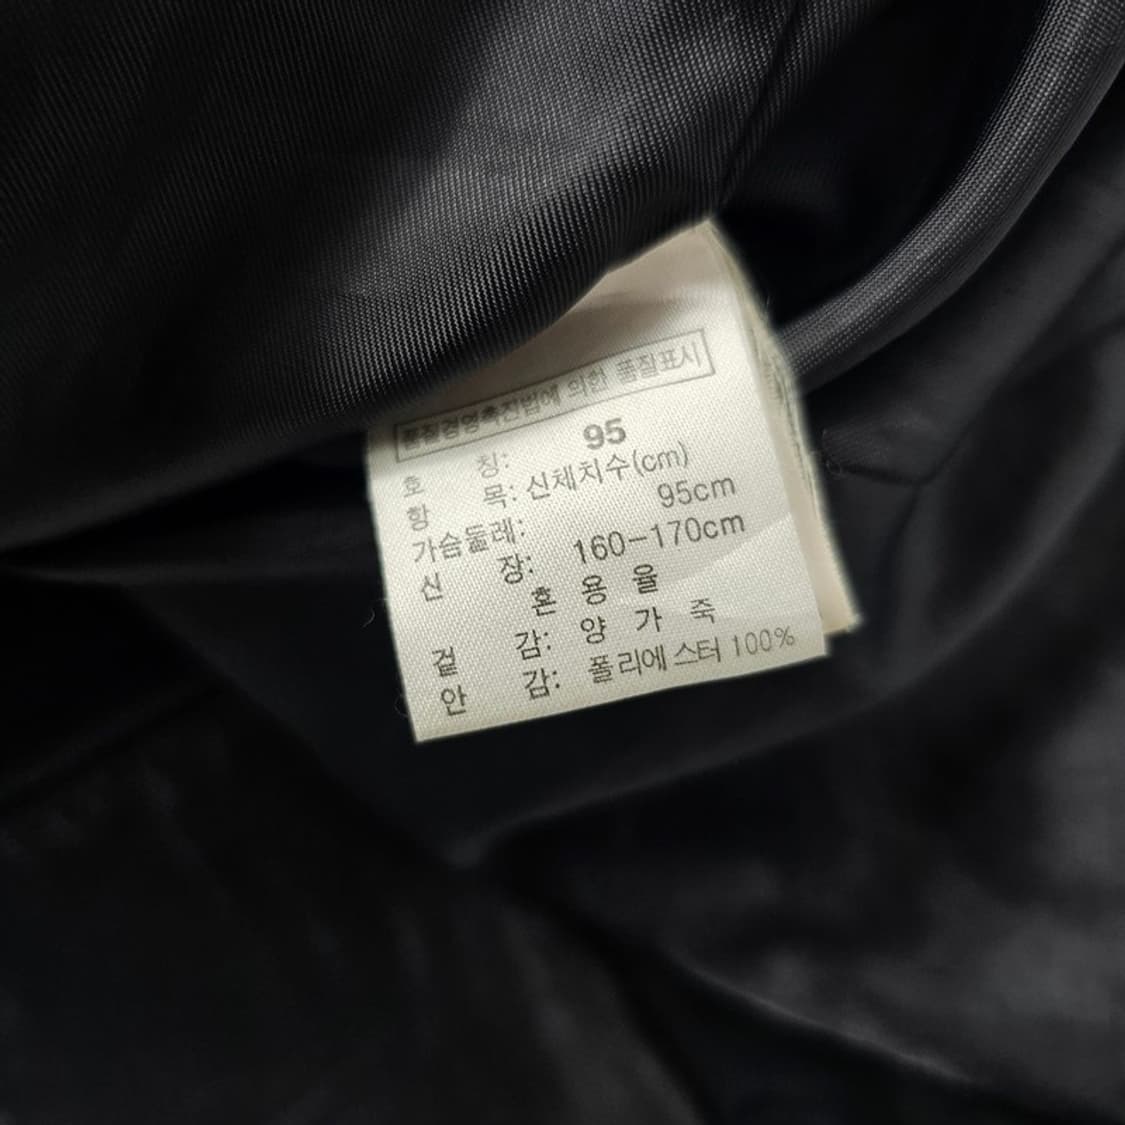 품질경영촉진법에 의한 품질표시
호 칭: 95
항 목: 신체치수(cm)
가슴둘레: 95cm
신 장: 160-170cm
혼 용 율
겉 감: 양 가 죽
안 감: 폴리에스터 100%